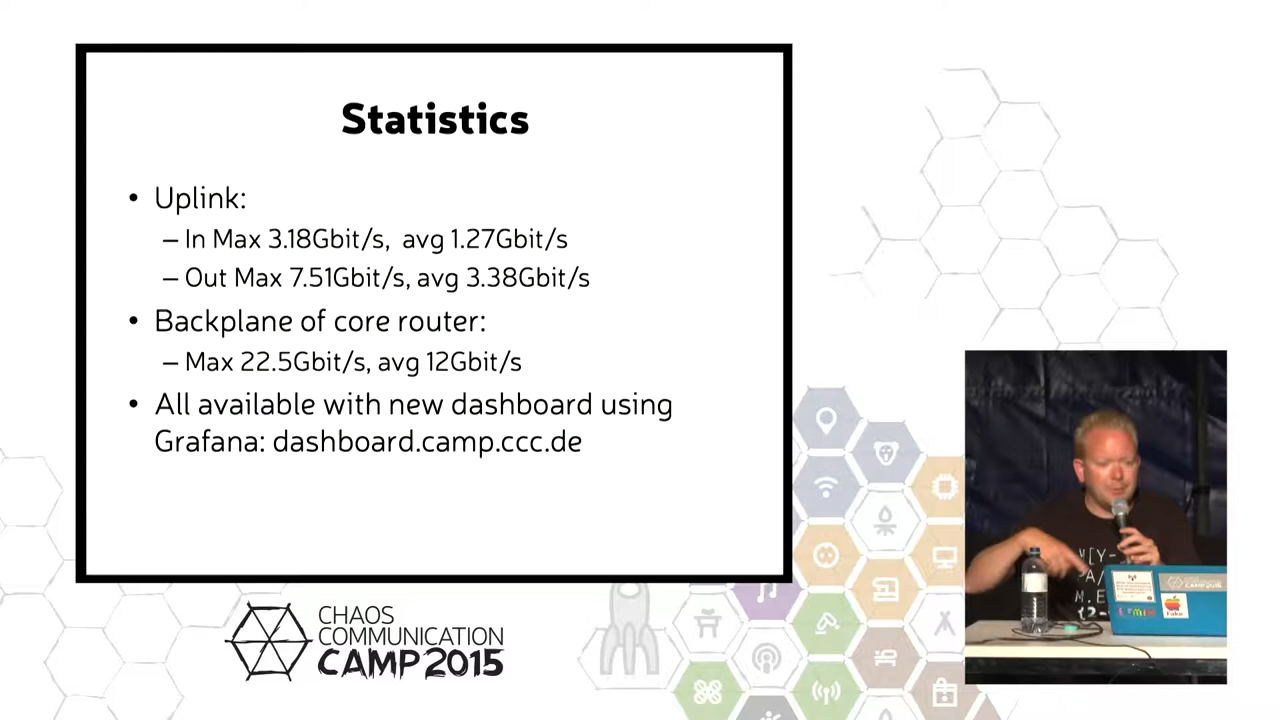 Statistics
• Uplink:
– In Max 3.18Gbit/s, avg 1.27Gbit/s
– Out Max 7.51Gbit/s, avg 3.38Gbit/s
• Backplane of core router:
– Max 22.5Gbit/s, avg 12Gbit/s
• All available with new dashboard using
Grafana: dashboard.camp.ccc.de
CHAOS
COMMUNICATION
CAMP 2015